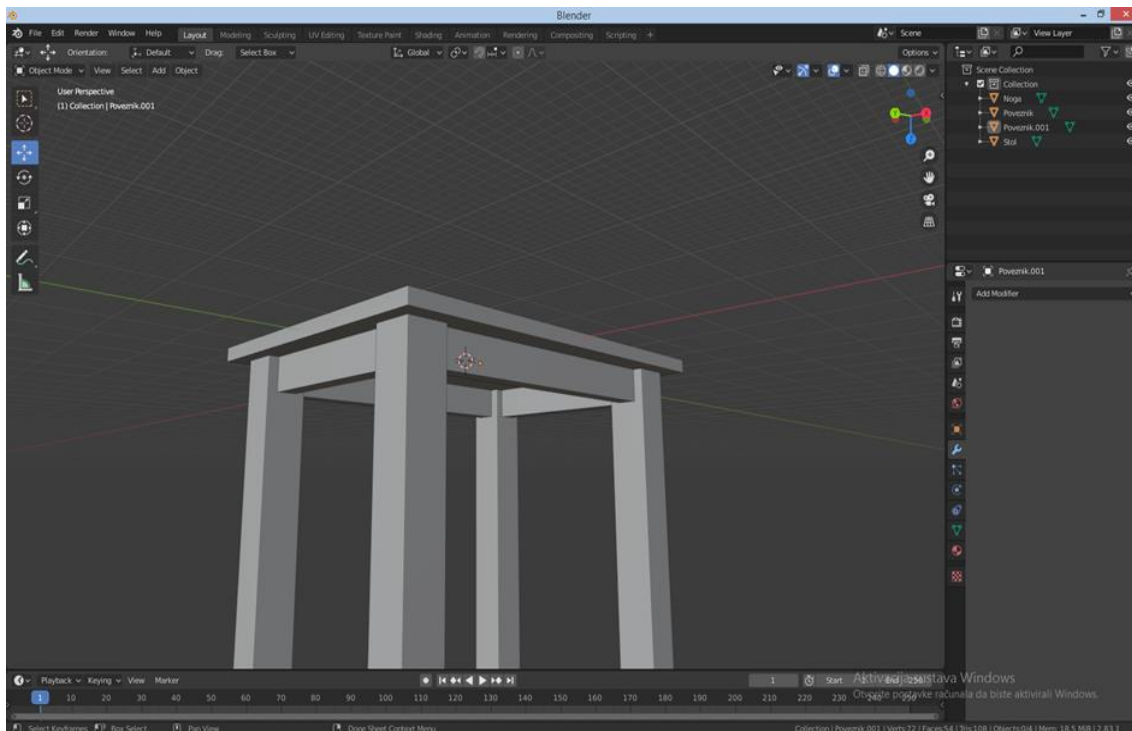 Blender
File Edit Render Window Help Layout Modeling Sculpting UV Editing Texture Paint Shading Animation Rendering Compositing Scripting + Scene View Layer
Orientation: Default Drag: Select Box Global Options
Object Mode View Select Add Object
User Perspective
(1) Collection | Poveznik.001
Scene Collection
Collection
Noga
Poveznik
Poveznik.001
Stol
Poveznik.001
Add Modifier
Playback Keying View Marker 1 Start 1 End 250
1 10 20 30 40 50 60 70 80 90 100 110 120 130 140 150 160 170 180 190 200 210 220 230 240 250
Aktivacija sustava Windows
Otvorite postavke računala da biste aktivirali Windows.
Select Keyframes Box Select Pan View Dope Sheet Context Menu Collection | Poveznik.001 | Verts:72 | Faces:54 | Tris:108 | Objects:0/4 | Mem: 18.5 MiB | 2.83.1